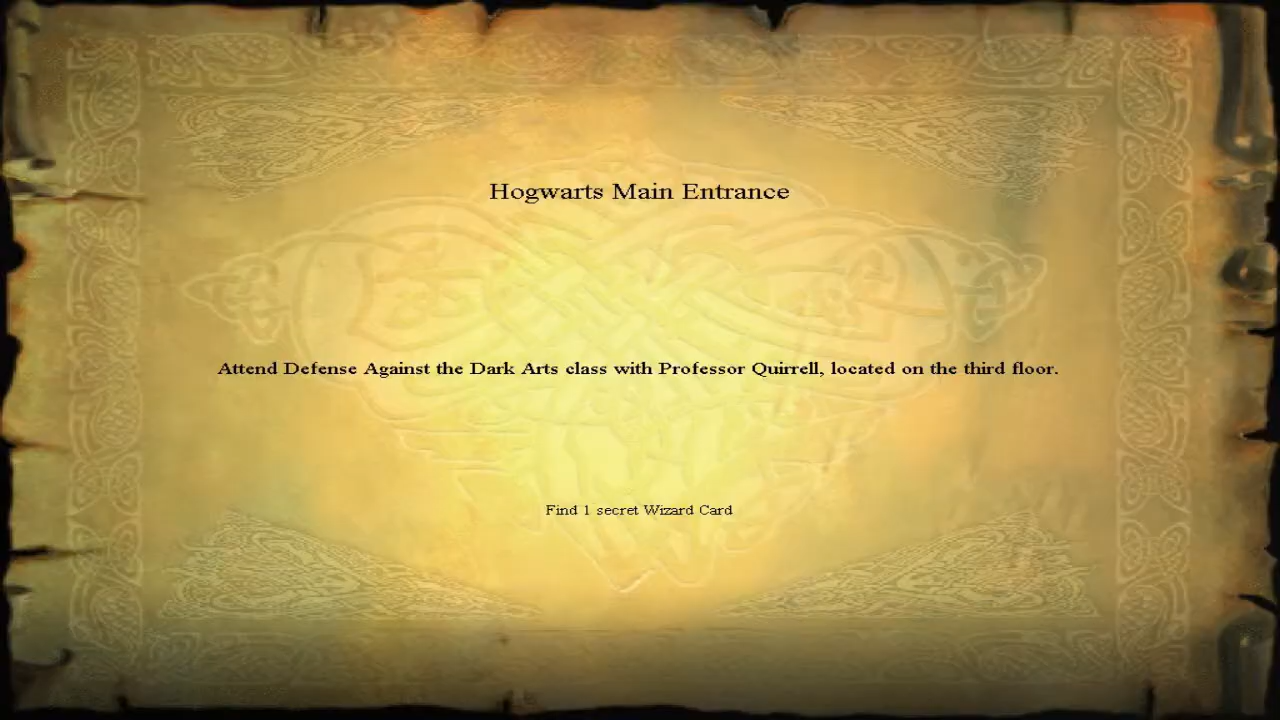 Hogwarts Main Entrance
Attend Defense Against the Dark Arts class with Professor Quirrell, located on the third floor.
Find 1 secret Wizard Card